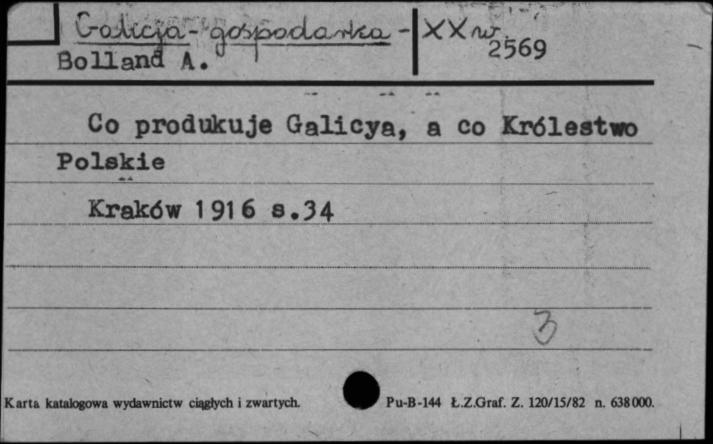 Galicja - gospodarka - XX w.
2569
Bolland A.
Co produkuje Galicya, a co Królestwo
Polskie
Kraków 1916 s.34
3
Karta katalogowa wydawnictw ciągłych i zwartych.
Pu-B-144 Ł.Z.Graf. Z. 120/15/82 n. 638000.